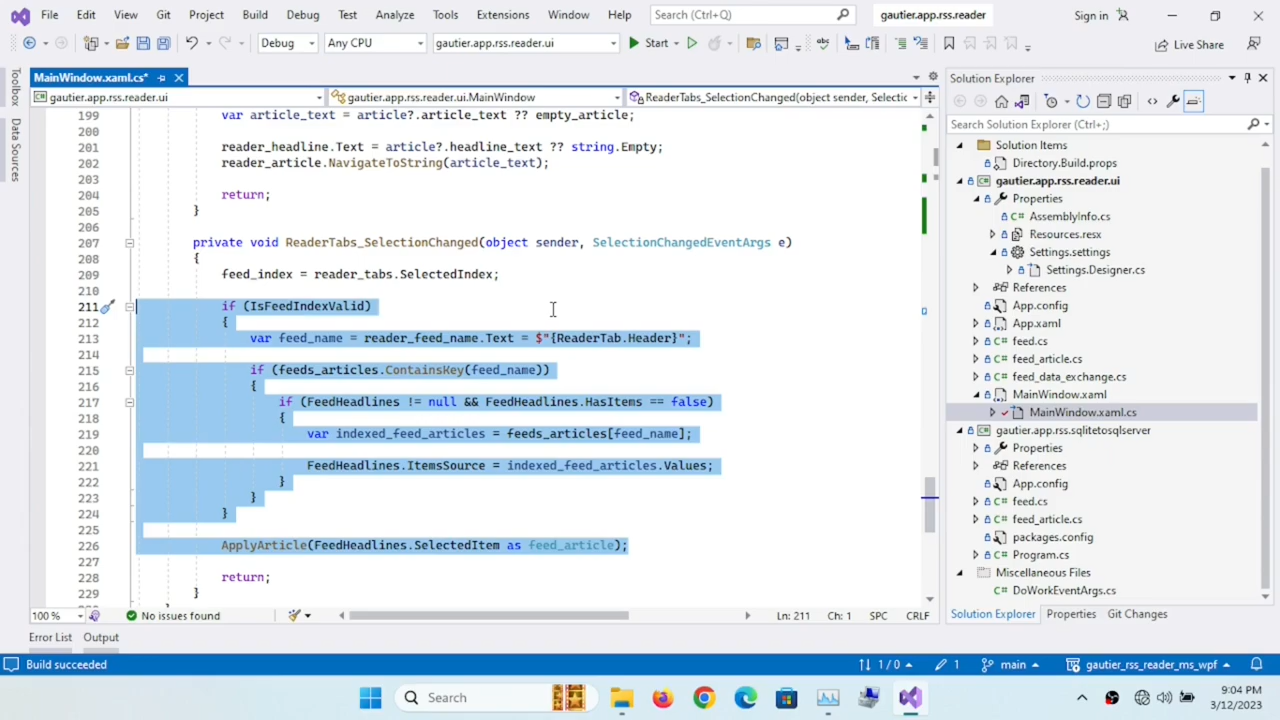 File Edit View Git Project Build Debug Test Analyze Tools Extensions Window Help Search (Ctrl+Q) gautier.app.rss.reader Sign in
Debug Any CPU gautier.app.rss.reader.ui Start Live Share
Toolbox
Data Sources
MainWindow.xaml.cs*
gautier.app.rss.reader.ui gautier.app.rss.reader.ui.MainWindow ReaderTabs_SelectionChanged(object sender, Selectic
199 var article_text = article?.article_text ?? empty_article;
200
201 reader_headline.Text = article?.headline_text ?? string.Empty;
202 reader_article.NavigateToString(article_text);
203
204 return;
205 }
206
207 private void ReaderTabs_SelectionChanged(object sender, SelectionChangedEventArgs e)
208 {
209 feed_index = reader_tabs.SelectedIndex;
210
211 if (IsFeedIndexValid)
212 {
213 var feed_name = reader_feed_name.Text = $"{ReaderTab.Header}";
214
215 if (feeds_articles.ContainsKey(feed_name))
216 {
217 if (FeedHeadlines != null && FeedHeadlines.HasItems == false)
218 {
219 var indexed_feed_articles = feeds_articles[feed_name];
220
221 FeedHeadlines.ItemsSource = indexed_feed_articles.Values;
222 }
223 }
224 }
225
226 ApplyArticle(FeedHeadlines.SelectedItem as feed_article);
227
228 return;
229 }
100 % No issues found Ln: 211 Ch: 1 SPC CRLF
Error List Output
Solution Explorer
Search Solution Explorer (Ctrl+;)
Solution Items
Directory.Build.props
gautier.app.rss.reader.ui
Properties
C# AssemblyInfo.cs
Resources.resx
Settings.settings
C# Settings.Designer.cs
References
App.config
App.xaml
C# feed.cs
C# feed_article.cs
C# feed_data_exchange.cs
MainWindow.xaml
MainWindow.xaml.cs
gautier.app.rss.sqlitetosqlserver
Properties
References
App.config
C# feed.cs
C# feed_article.cs
packages.config
C# Program.cs
Miscellaneous Files
C# DoWorkEventArgs.cs
Solution Explorer Properties Git Changes
Build succeeded 1 / 0 1 main gautier_rss_reader_ms_wpf
Search 9:04 PM
3/12/2023